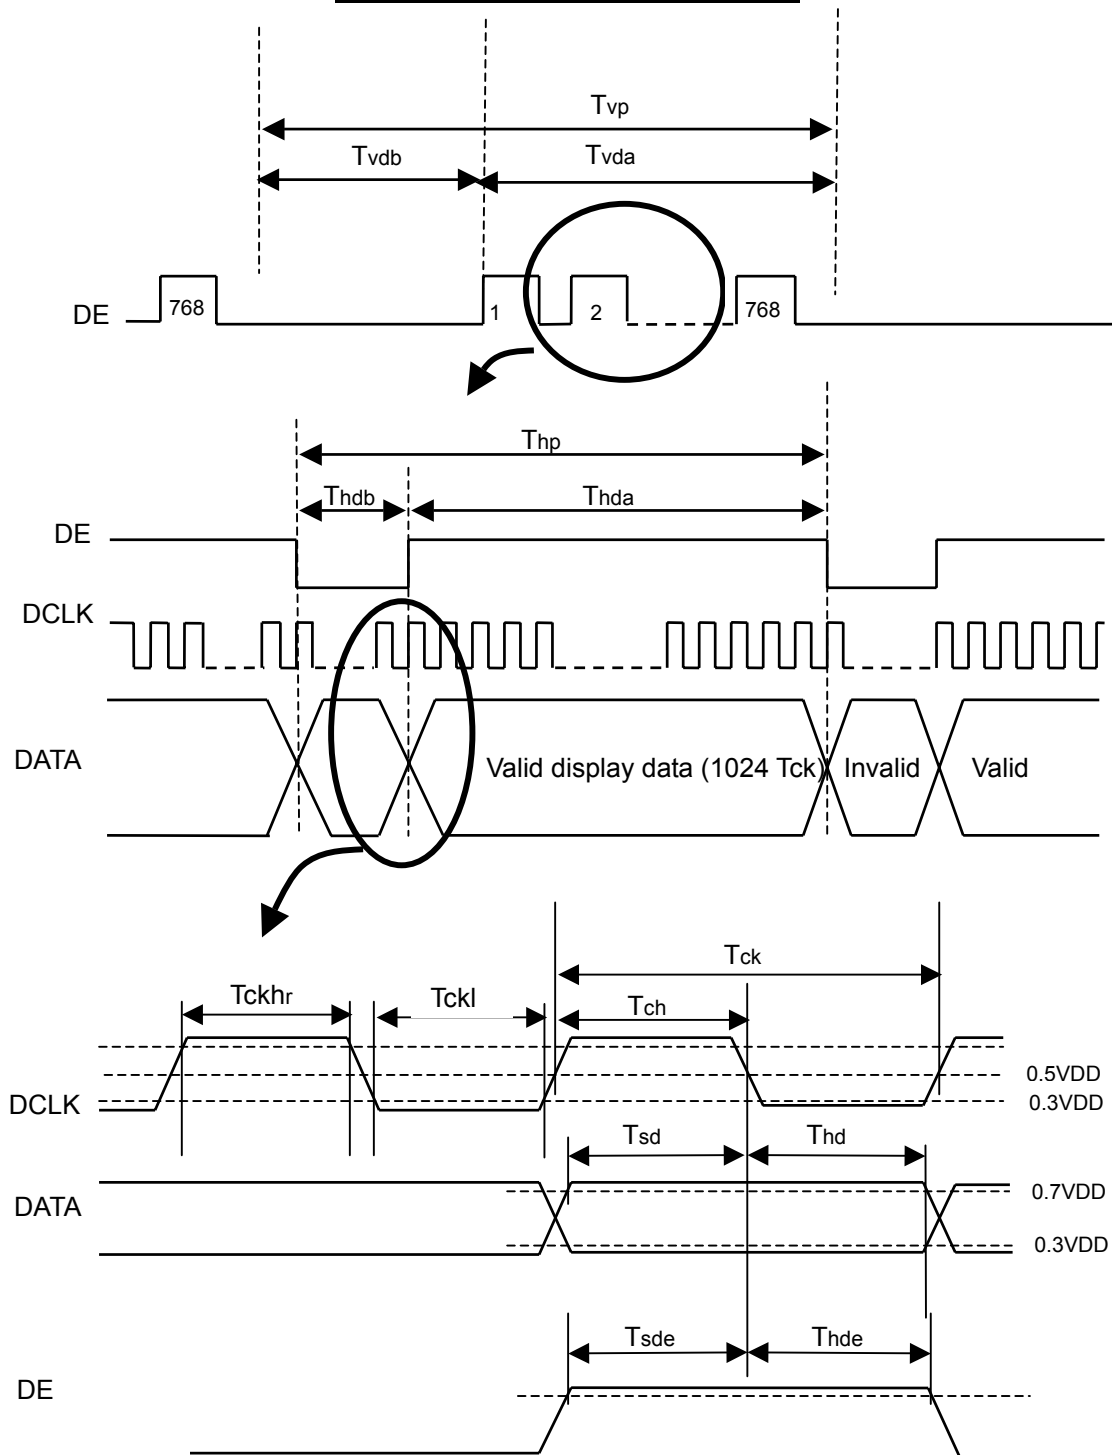 Tvp
Tvdb Tvda
DE 768 1 2 768
Thp
Thdb Thda
DE
DCLK
DATA Valid display data (1024 Tck) Invalid Valid
Tck
Tckhr Tckl Tch
0.5VDD
DCLK 0.3VDD
Tsd Thd
DATA 0.7VDD
0.3VDD
Tsde Thde
DE